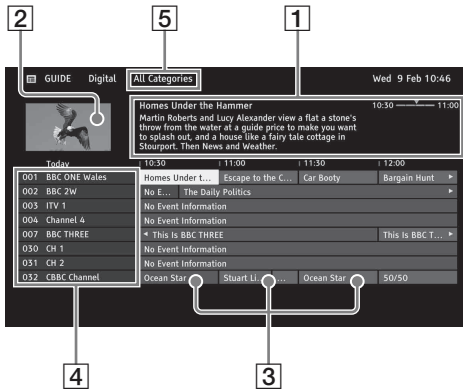 2 5 1
GUIDE Digital All Categories Wed 9 Feb 10:46
Homes Under the Hammer 10:30 11:00
Martin Roberts and Lucy Alexander view a flat a stone's
throw from the water at a guide price to make you want
to splash out, and a house like a fairy tale cottage in
Stourport. Then News and Weather.
Today 10:30 11:00 11:30 12:00
001 BBC ONE Wales Homes Under t... Escape to the C... Car Booty Bargain Hunt
002 BBC 2W No E... The Daily Politics
003 ITV 1 No Event Information
004 Channel 4 No Event Information
007 BBC THREE This Is BBC THREE This Is BBC T...
030 CH 1 No Event Information
031 CH 2 No Event Information
032 CBBC Channel Ocean Star Stuart Li... ... Ocean Star 50/50
4 3